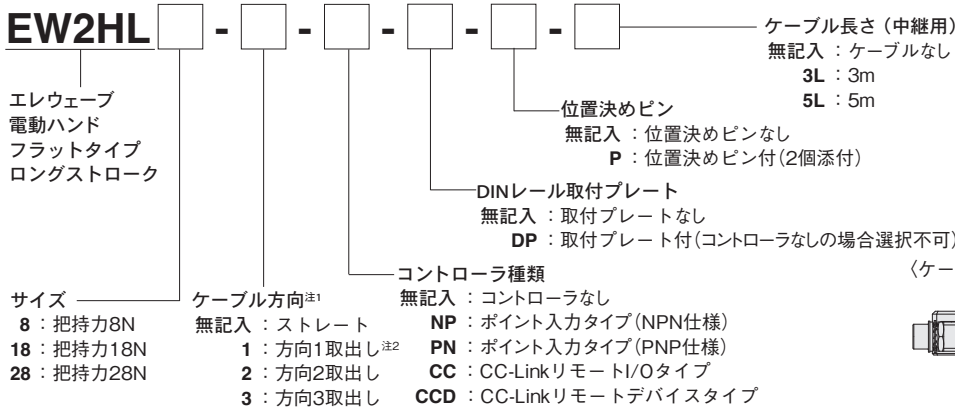 EW2HL - - - - -
ケーブル長さ(中継用)
無記入:ケーブルなし
3L:3m
5L:5m
エレウェーブ
電動ハンド
フラットタイプ
ロングストローク
位置決めピン
無記入:位置決めピンなし
P:位置決めピン付(2個添付)
DINレール取付プレート
無記入:取付プレートなし
DP:取付プレート付(コントローラなしの場合選択不可)
コントローラ種類
無記入:コントローラなし
NP:ポイント入力タイプ(NPN仕様)
PN:ポイント入力タイプ(PNP仕様)
CC:CC-LinkリモートI/Oタイプ
CCD:CC-Linkリモートデバイスタイプ
ケーブル方向注1
無記入:ストレート
1:方向1取出し注2
2:方向2取出し
3:方向3取出し
サイズ
8:把持力8N
18:把持力18N
28:把持力28N
〈ケー